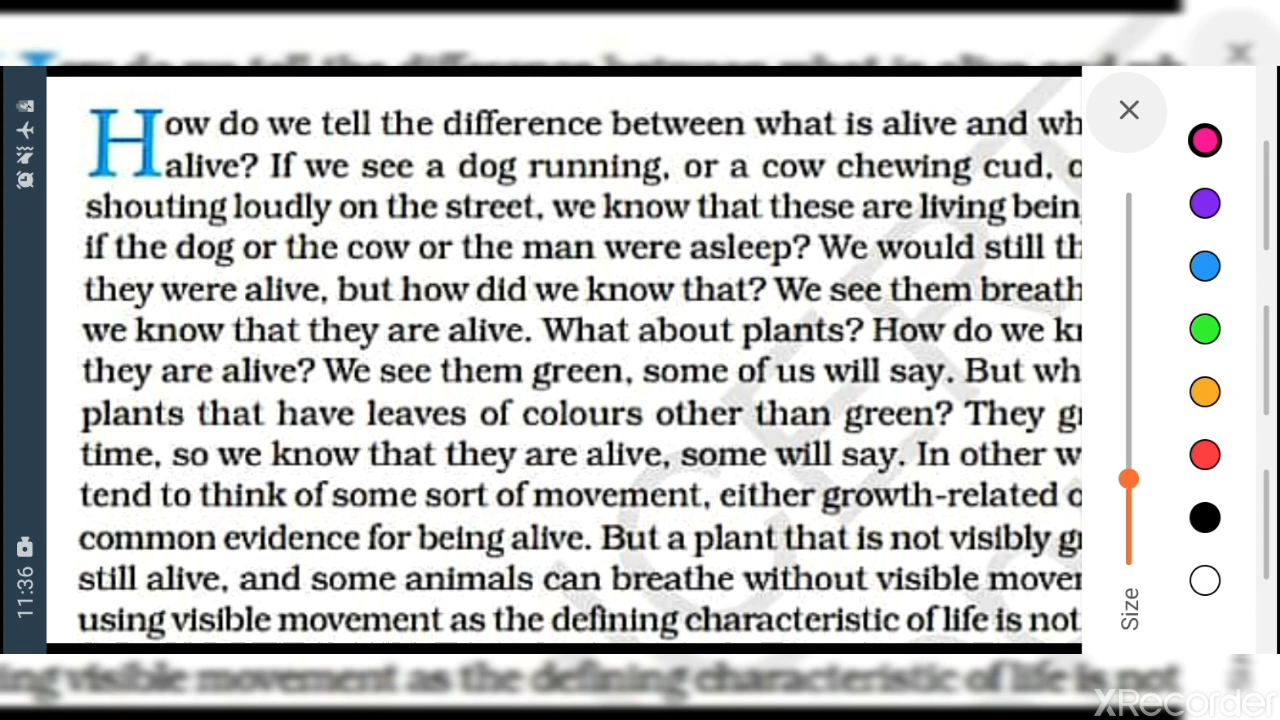 How do we tell the difference between what is alive and wh
alive? If we see a dog running, or a cow chewing cud, o
shouting loudly on the street, we know that these are living bein
if the dog or the cow or the man were asleep? We would still th
they were alive, but how did we know that? We see them breath
we know that they are alive. What about plants? How do we kn
they are alive? We see them green, some of us will say. But wh
plants that have leaves of colours other than green? They gr
time, so we know that they are alive, some will say. In other w
tend to think of some sort of movement, either growth-related o
common evidence for being alive. But a plant that is not visibly gr
still alive, and some animals can breathe without visible mover
using visible movement as the defining characteristic of life is not
11:36
Size
XRecorder